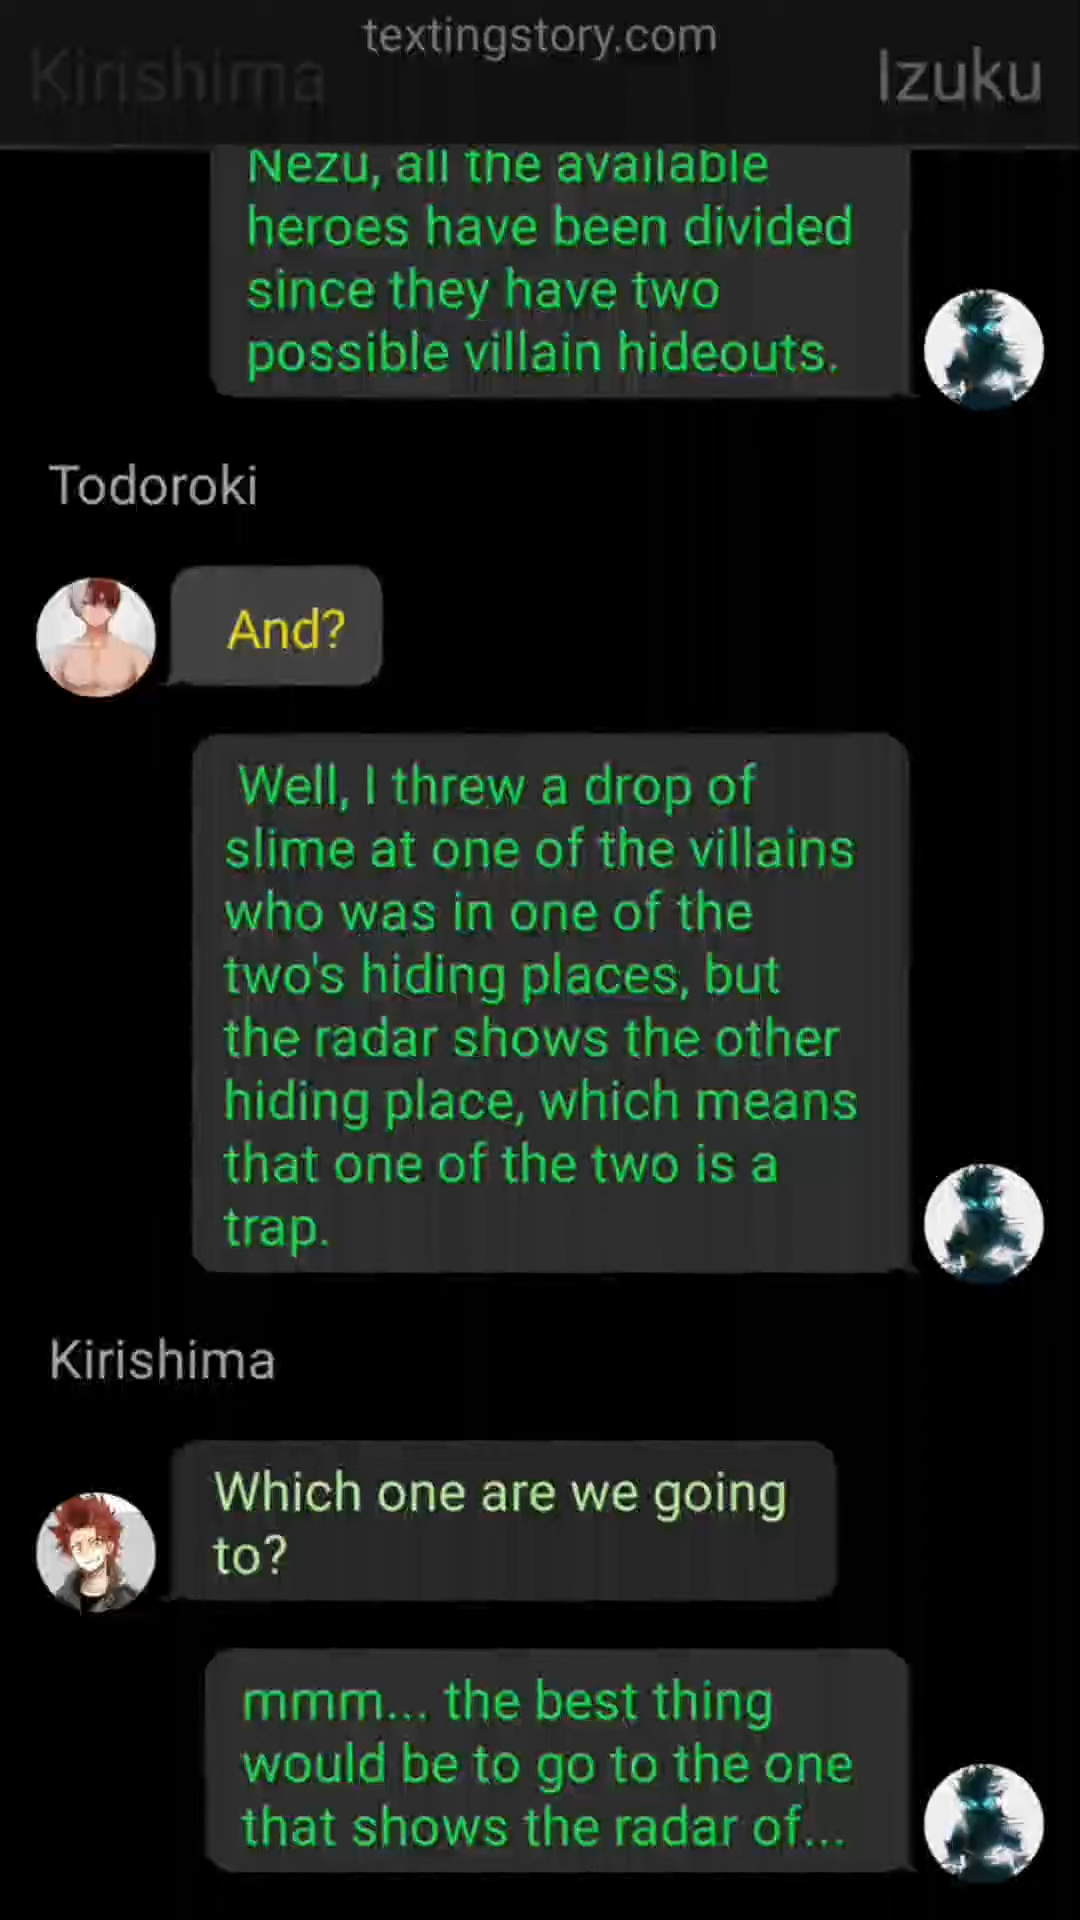 textingstory.com
Kirishima
Izuku
Nezu, all the available
heroes have been divided
since they have two
possible villain hideouts.
Todoroki
And?
Well, I threw a drop of
slime at one of the villains
who was in one of the
two's hiding places, but
the radar shows the other
hiding place, which means
that one of the two is a
trap.
Kirishima
Which one are we going
to?
mmm... the best thing
would be to go to the one
that shows the radar of...